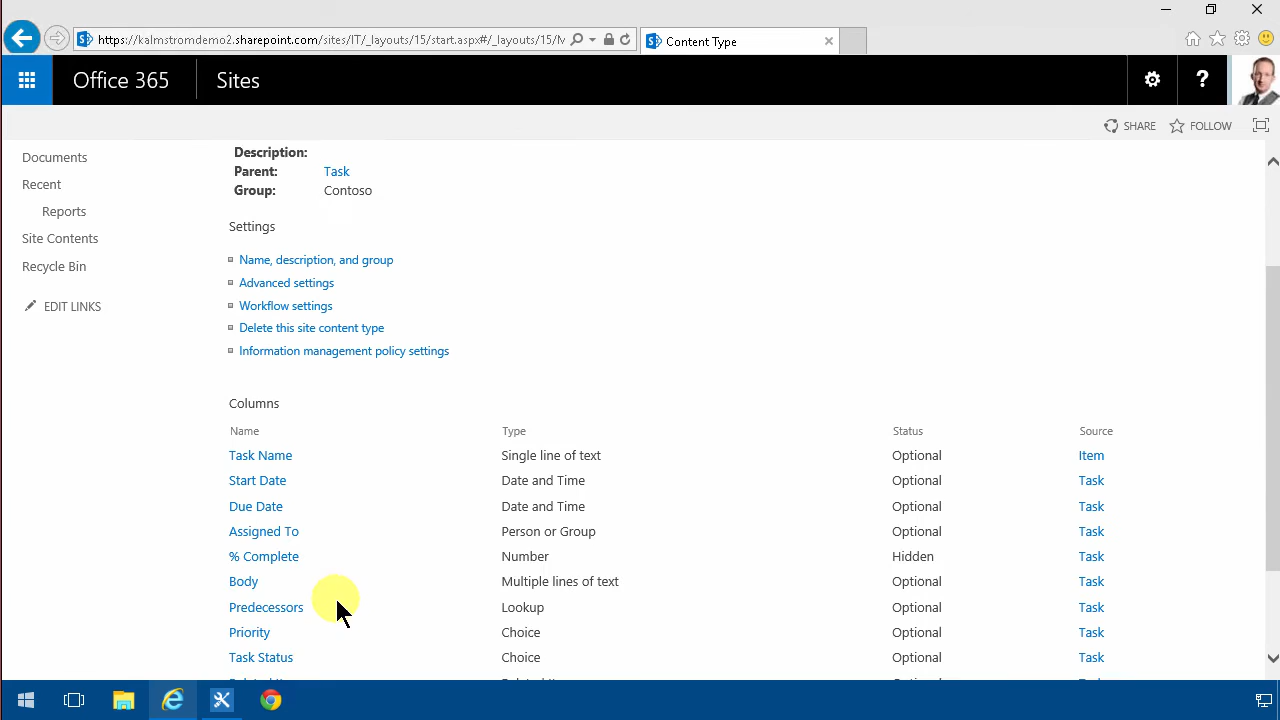 https://kalmstromdemo2.sharepoint.com/sites/IT/_layouts/15/start.aspx#/_layouts/15/M
Content Type
Office 365
Sites
?
SHARE
FOLLOW
Documents
Recent
Reports
Site Contents
Recycle Bin
EDIT LINKS
Description:
Parent: Task
Group: Contoso
Settings
Name, description, and group
Advanced settings
Workflow settings
Delete this site content type
Information management policy settings
Columns
Name Type Status Source
Task Name Single line of text Optional Item
Start Date Date and Time Optional Task
Due Date Date and Time Optional Task
Assigned To Person or Group Optional Task
% Complete Number Hidden Task
Body Multiple lines of text Optional Task
Predecessors Lookup Optional Task
Priority Choice Optional Task
Task Status Choice Optional Task